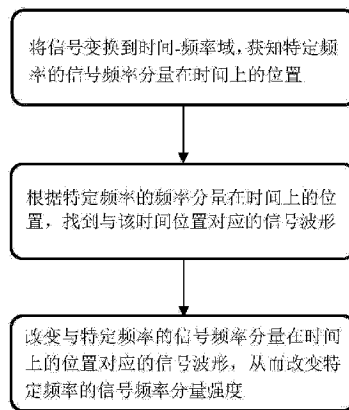 将信号变换到时间-频率域，获知特定频
率的信号频率分量在时间上的位置
根据特定频率的频率分量在时间上的位
置，找到与该时间位置对应的信号波形
改变与特定频率的信号频率分量在时间
上的位置对应的信号波形，从而改变特
定频率的信号频率分量强度